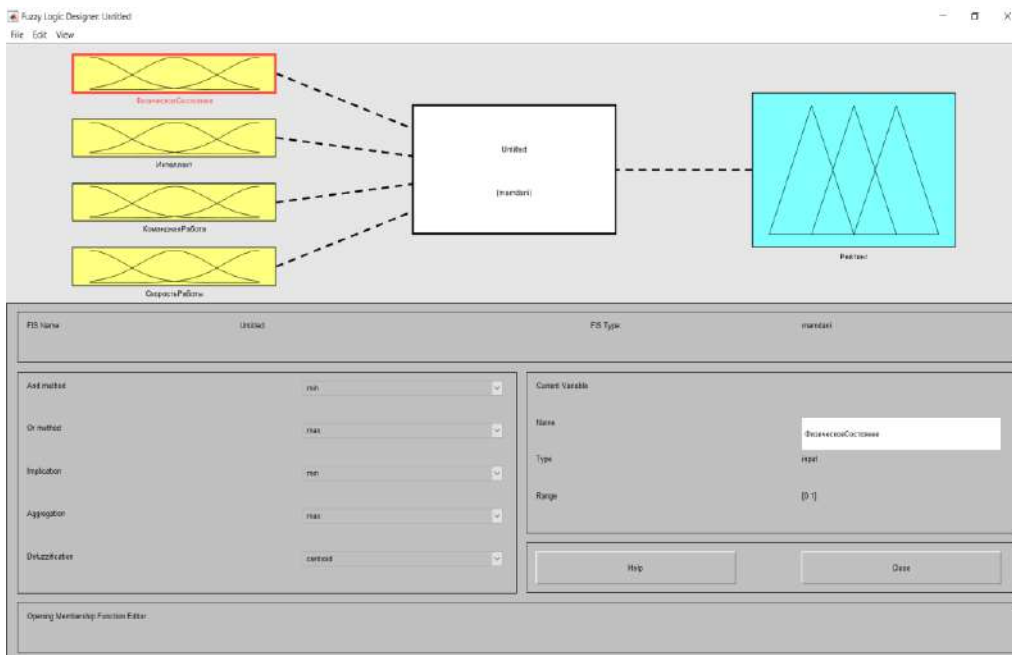 Fuzzy Logic Designer: Untitled
File Edit View
ФизическоеСостояние
Интеллект
КоманднаяРабота
СкоростьРаботы
Untitled
(mamdani)
Рейтинг
FIS Name: Untitled FIS Type: mamdani
And method min
Or method max
Implication min
Aggregation max
Defuzzification centroid
Current Variable
Name ФизическоеСостояние
Type input
Range [0 1]
Help Close
Opening Membership Function Editor